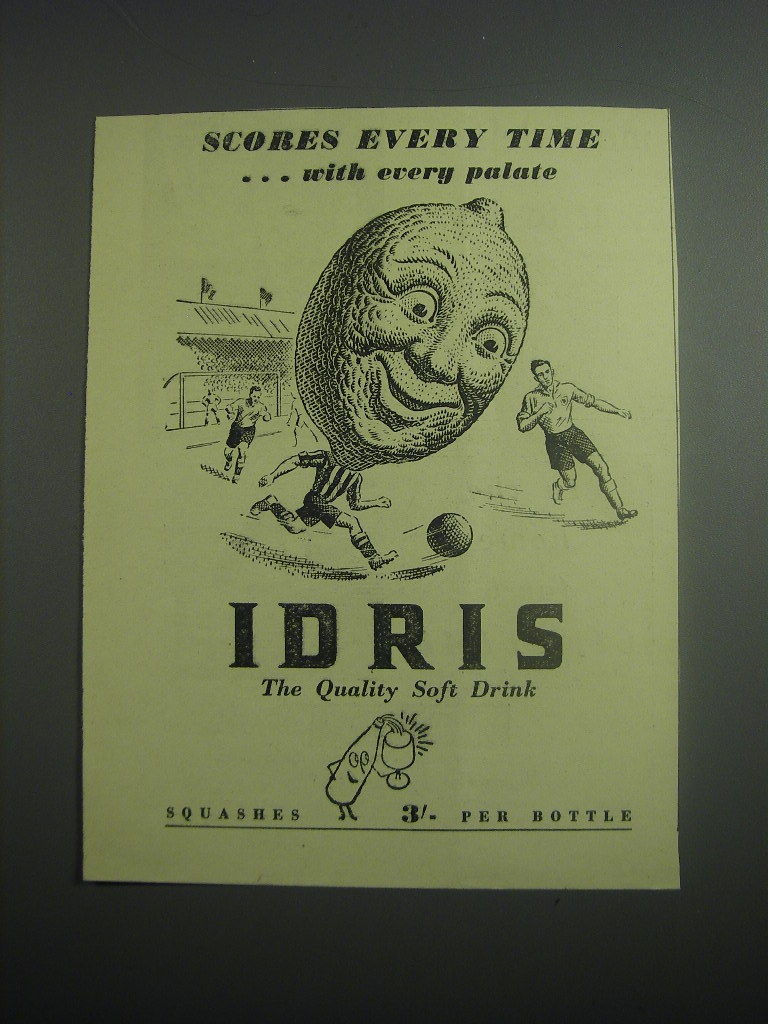 SCORES EVERY TIME
... with every palate
IDRIS
The Quality Soft Drink
SQUASHES 3/- PER BOTTLE